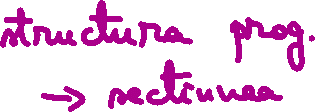 structura prog.
→ sectiunea